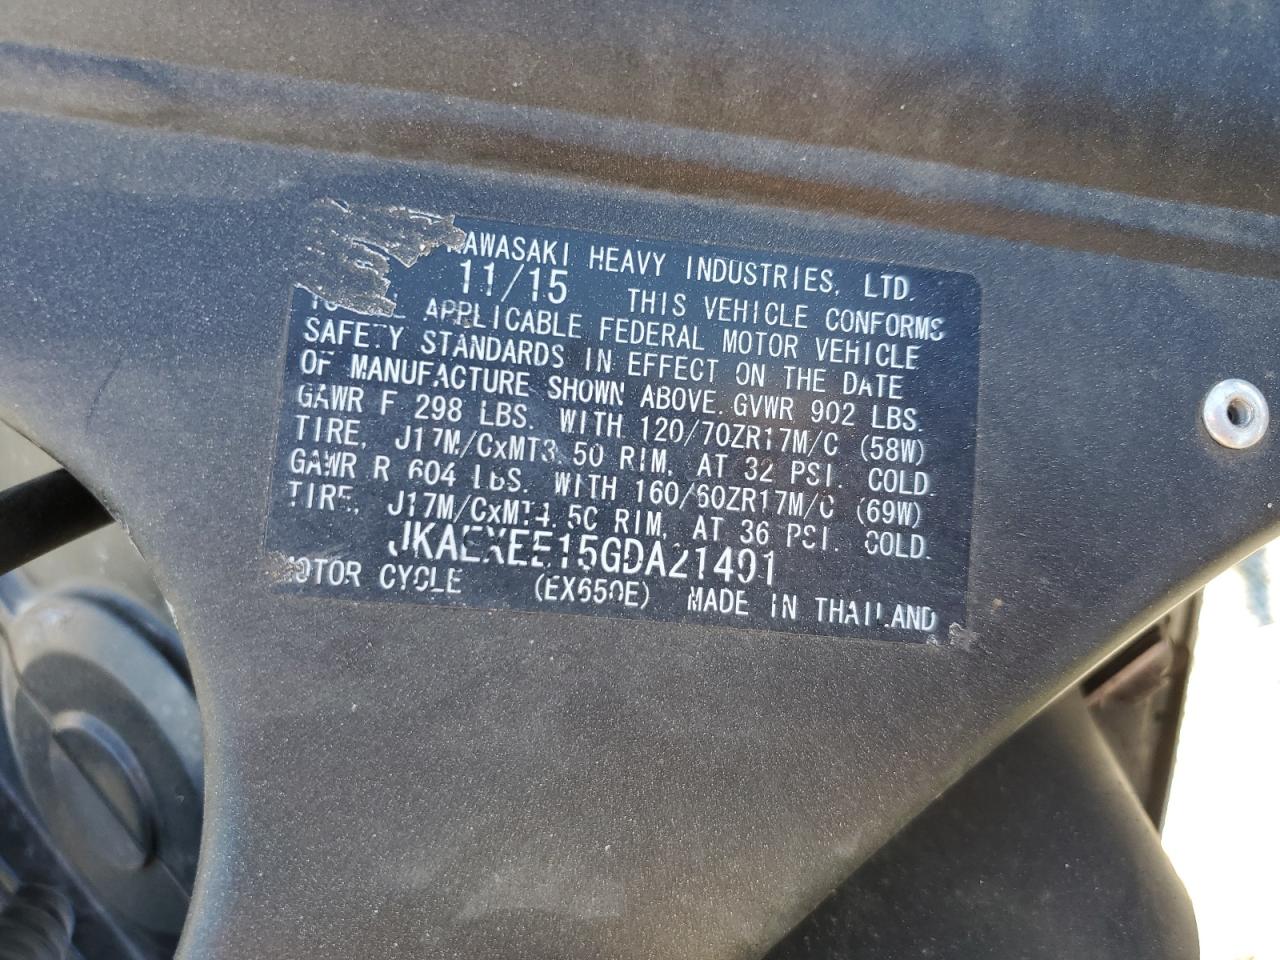 KAWASAKI HEAVY INDUSTRIES, LTD.
11/15 THIS VEHICLE CONFORMS
APPLICABLE FEDERAL MOTOR VEHICLE
SAFETY STANDARDS IN EFFECT ON THE DATE
OF MANUFACTURE SHOWN ABOVE. GVWR 902 LBS.
GAWR F 298 LBS. WITH 120/70ZR17M/C (58W)
TIRE, J17M/CxMT3.50 RIM, AT 32 PSI. COLD.
GAWR R 604 LBS. WITH 160/60ZR17M/C (69W)
TIRE, J17M/CxMT4.50 RIM, AT 36 PSI. COLD.
JKAEXEE15GDA21401
MOTOR CYCLE (EX650E) MADE IN THAILAND